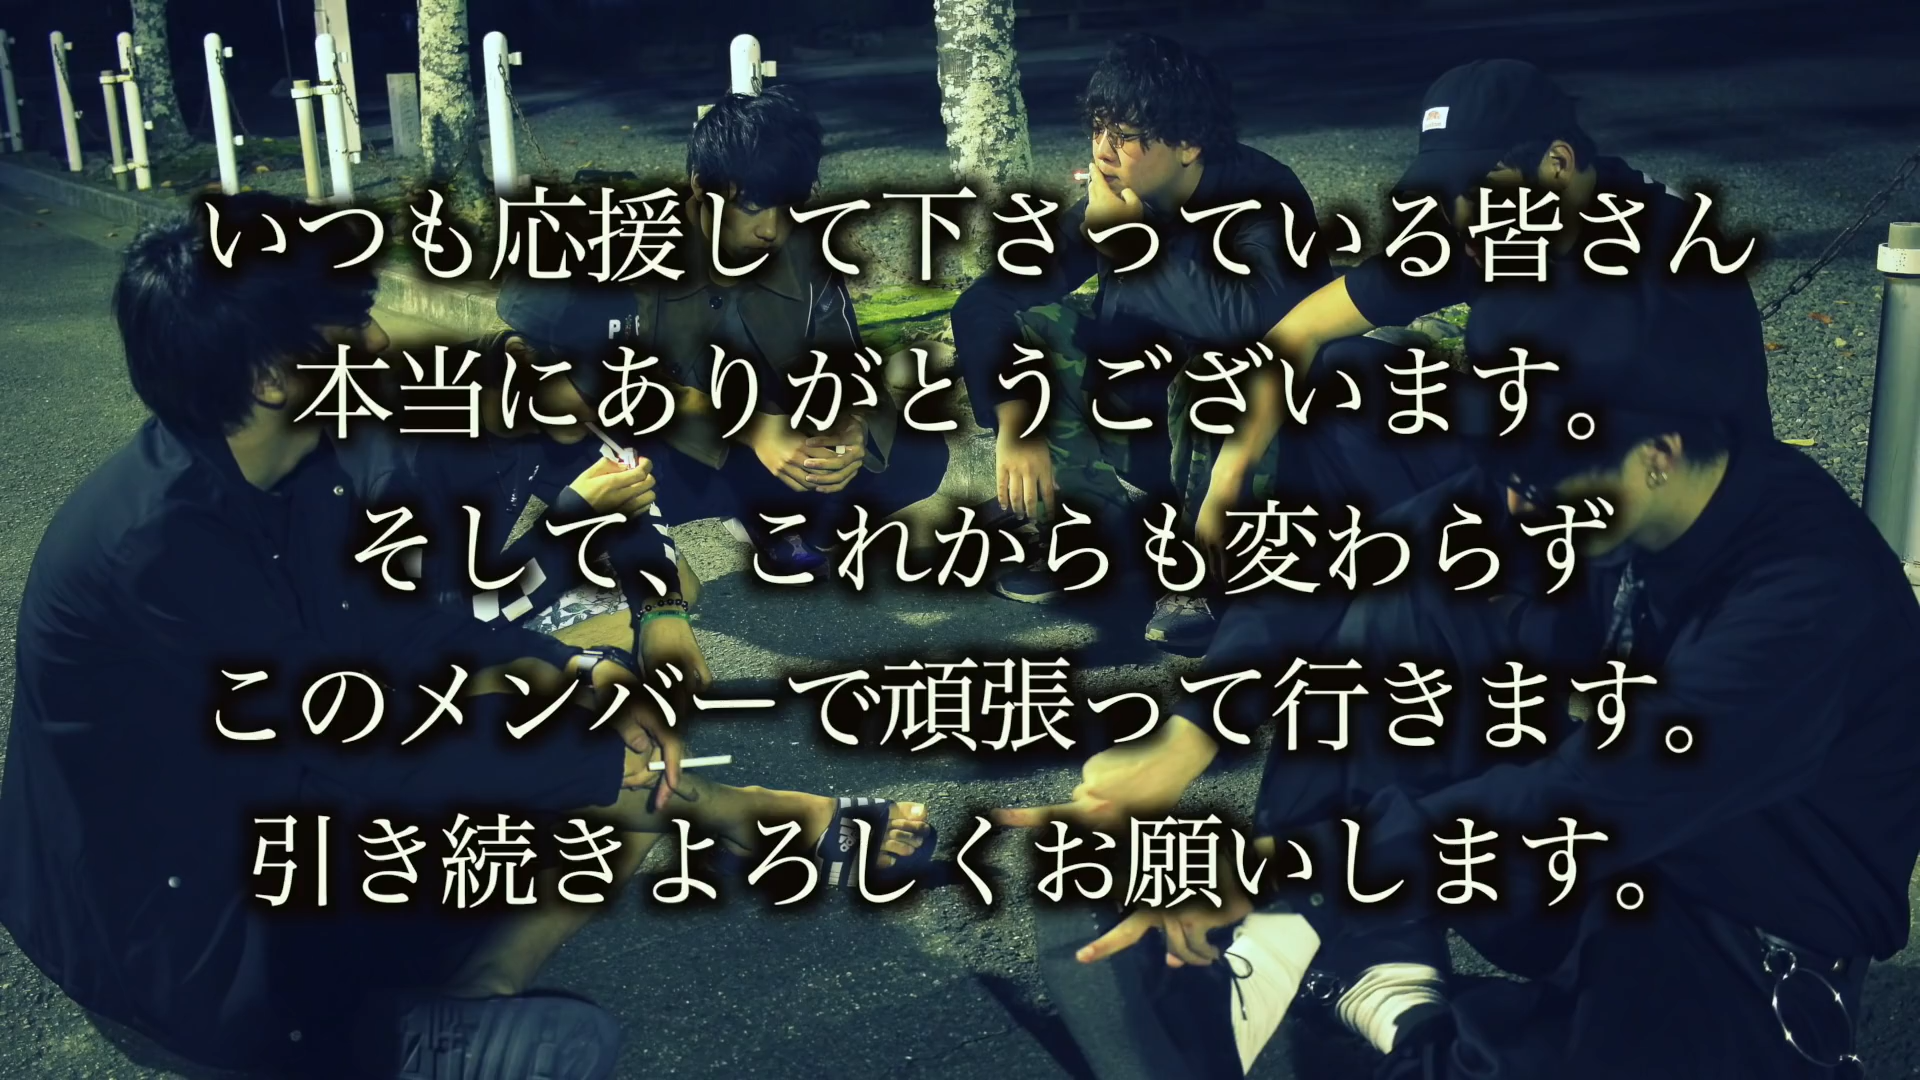 いつも応援して下さっている皆さん
本当にありがとうございます。
そして、これからも変わらず
このメンバーで頑張って行きます。
引き続きよろしくお願いします。